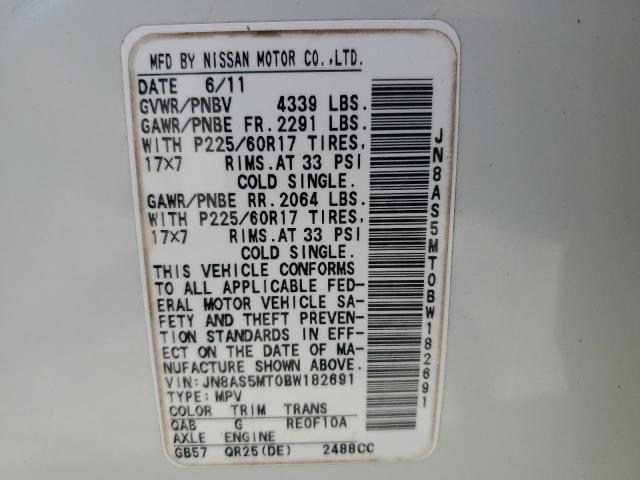 MFD BY NISSAN MOTOR CO.,LTD.
DATE 6/11
GVWR/PNBV 4339 LBS.
GAWR/PNBE FR.2291 LBS.
WITH P225/60R17 TIRES,
17×7 RIMS.AT 33 PSI
COLD SINGLE.
GAWR/PNBE RR.2064 LBS.
WITH P225/60R17 TIRES,
17×7 RIMS.AT 33 PSI
COLD SINGLE.
THIS VEHICLE CONFORMS
TO ALL APPLICABLE FED-
ERAL MOTOR VEHICLE SA-
FETY AND THEFT PREVEN-
TION STANDARDS IN EFF-
ECT ON THE DATE OF MA-
NUFACTURE SHOWN ABOVE.
VIN:JN8AS5MT0BW182691
TYPE:MPV
COLOR TRIM TRANS
QAB G RE0F10A
AXLE ENGINE
GB57 QR25(DE) 2488CC
JN8AS5MT0BW182691